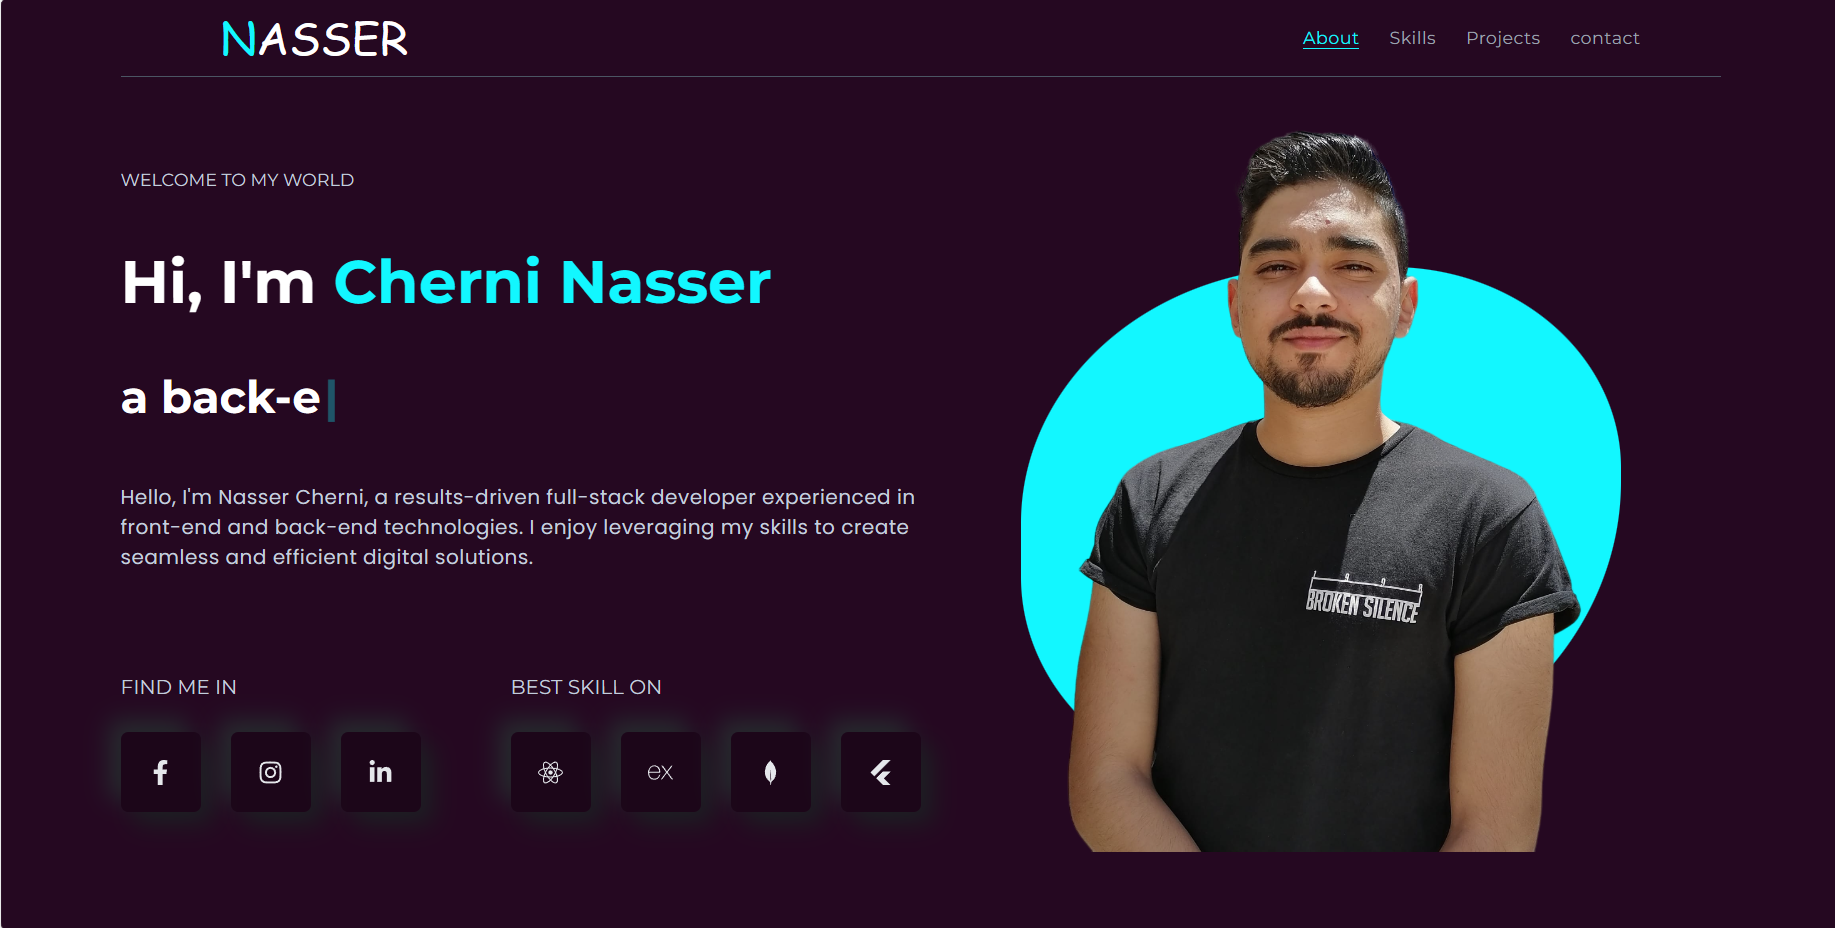 NASSER
About Skills Projects contact
WELCOME TO MY WORLD
Hi, I'm Cherni Nasser
a back-e
Hello, I'm Nasser Cherni, a results-driven full-stack developer experienced in
front-end and back-end technologies. I enjoy leveraging my skills to create
seamless and efficient digital solutions.
BROKEN SILENCE
FIND ME IN
BEST SKILL ON
f
in
ex